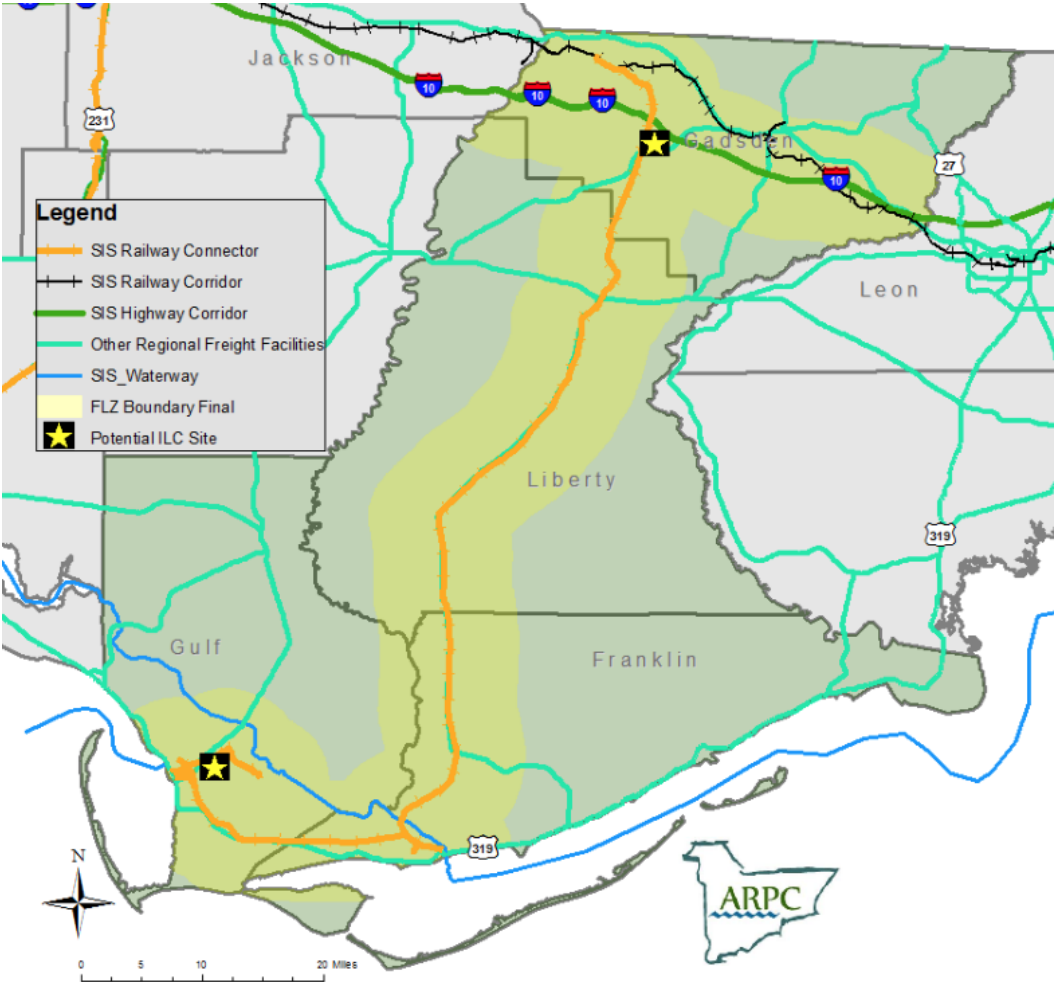 Jackson
10
10
10
231
Gadsden
27
10
Legend
SIS Railway Connector
SIS Railway Corridor
SIS Highway Corridor
Other Regional Freight Facilities
SIS_Waterway
FLZ Boundary Final
Potential ILC Site
Leon
Liberty
319
Gulf
Franklin
319
N
ARPC
0 5 10 20 Miles